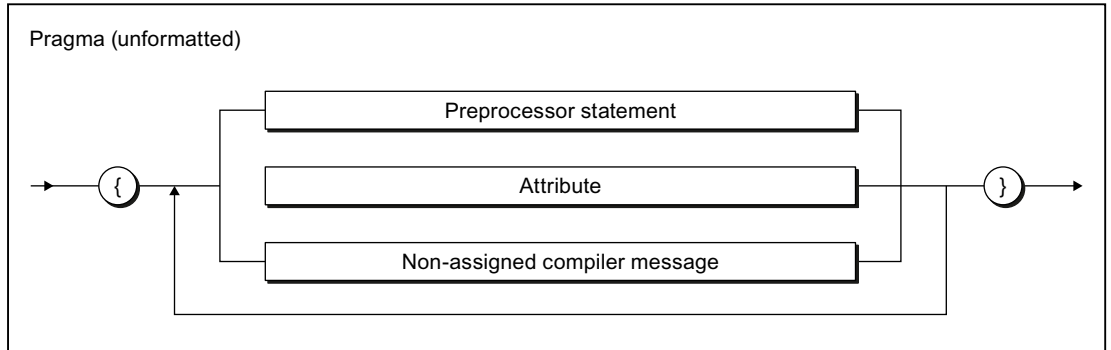 Pragma (unformatted)
Preprocessor statement
{
Attribute
}
Non-assigned compiler message